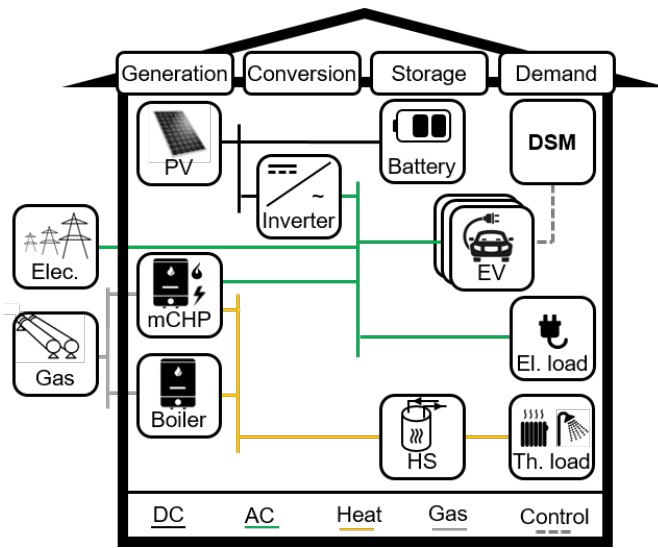 Generation Conversion Storage Demand
PV
Battery
DSM
~
Inverter
Elec.
EV
mCHP
Gas
El. load
Boiler
HS
Th. load
DC AC Heat Gas Control